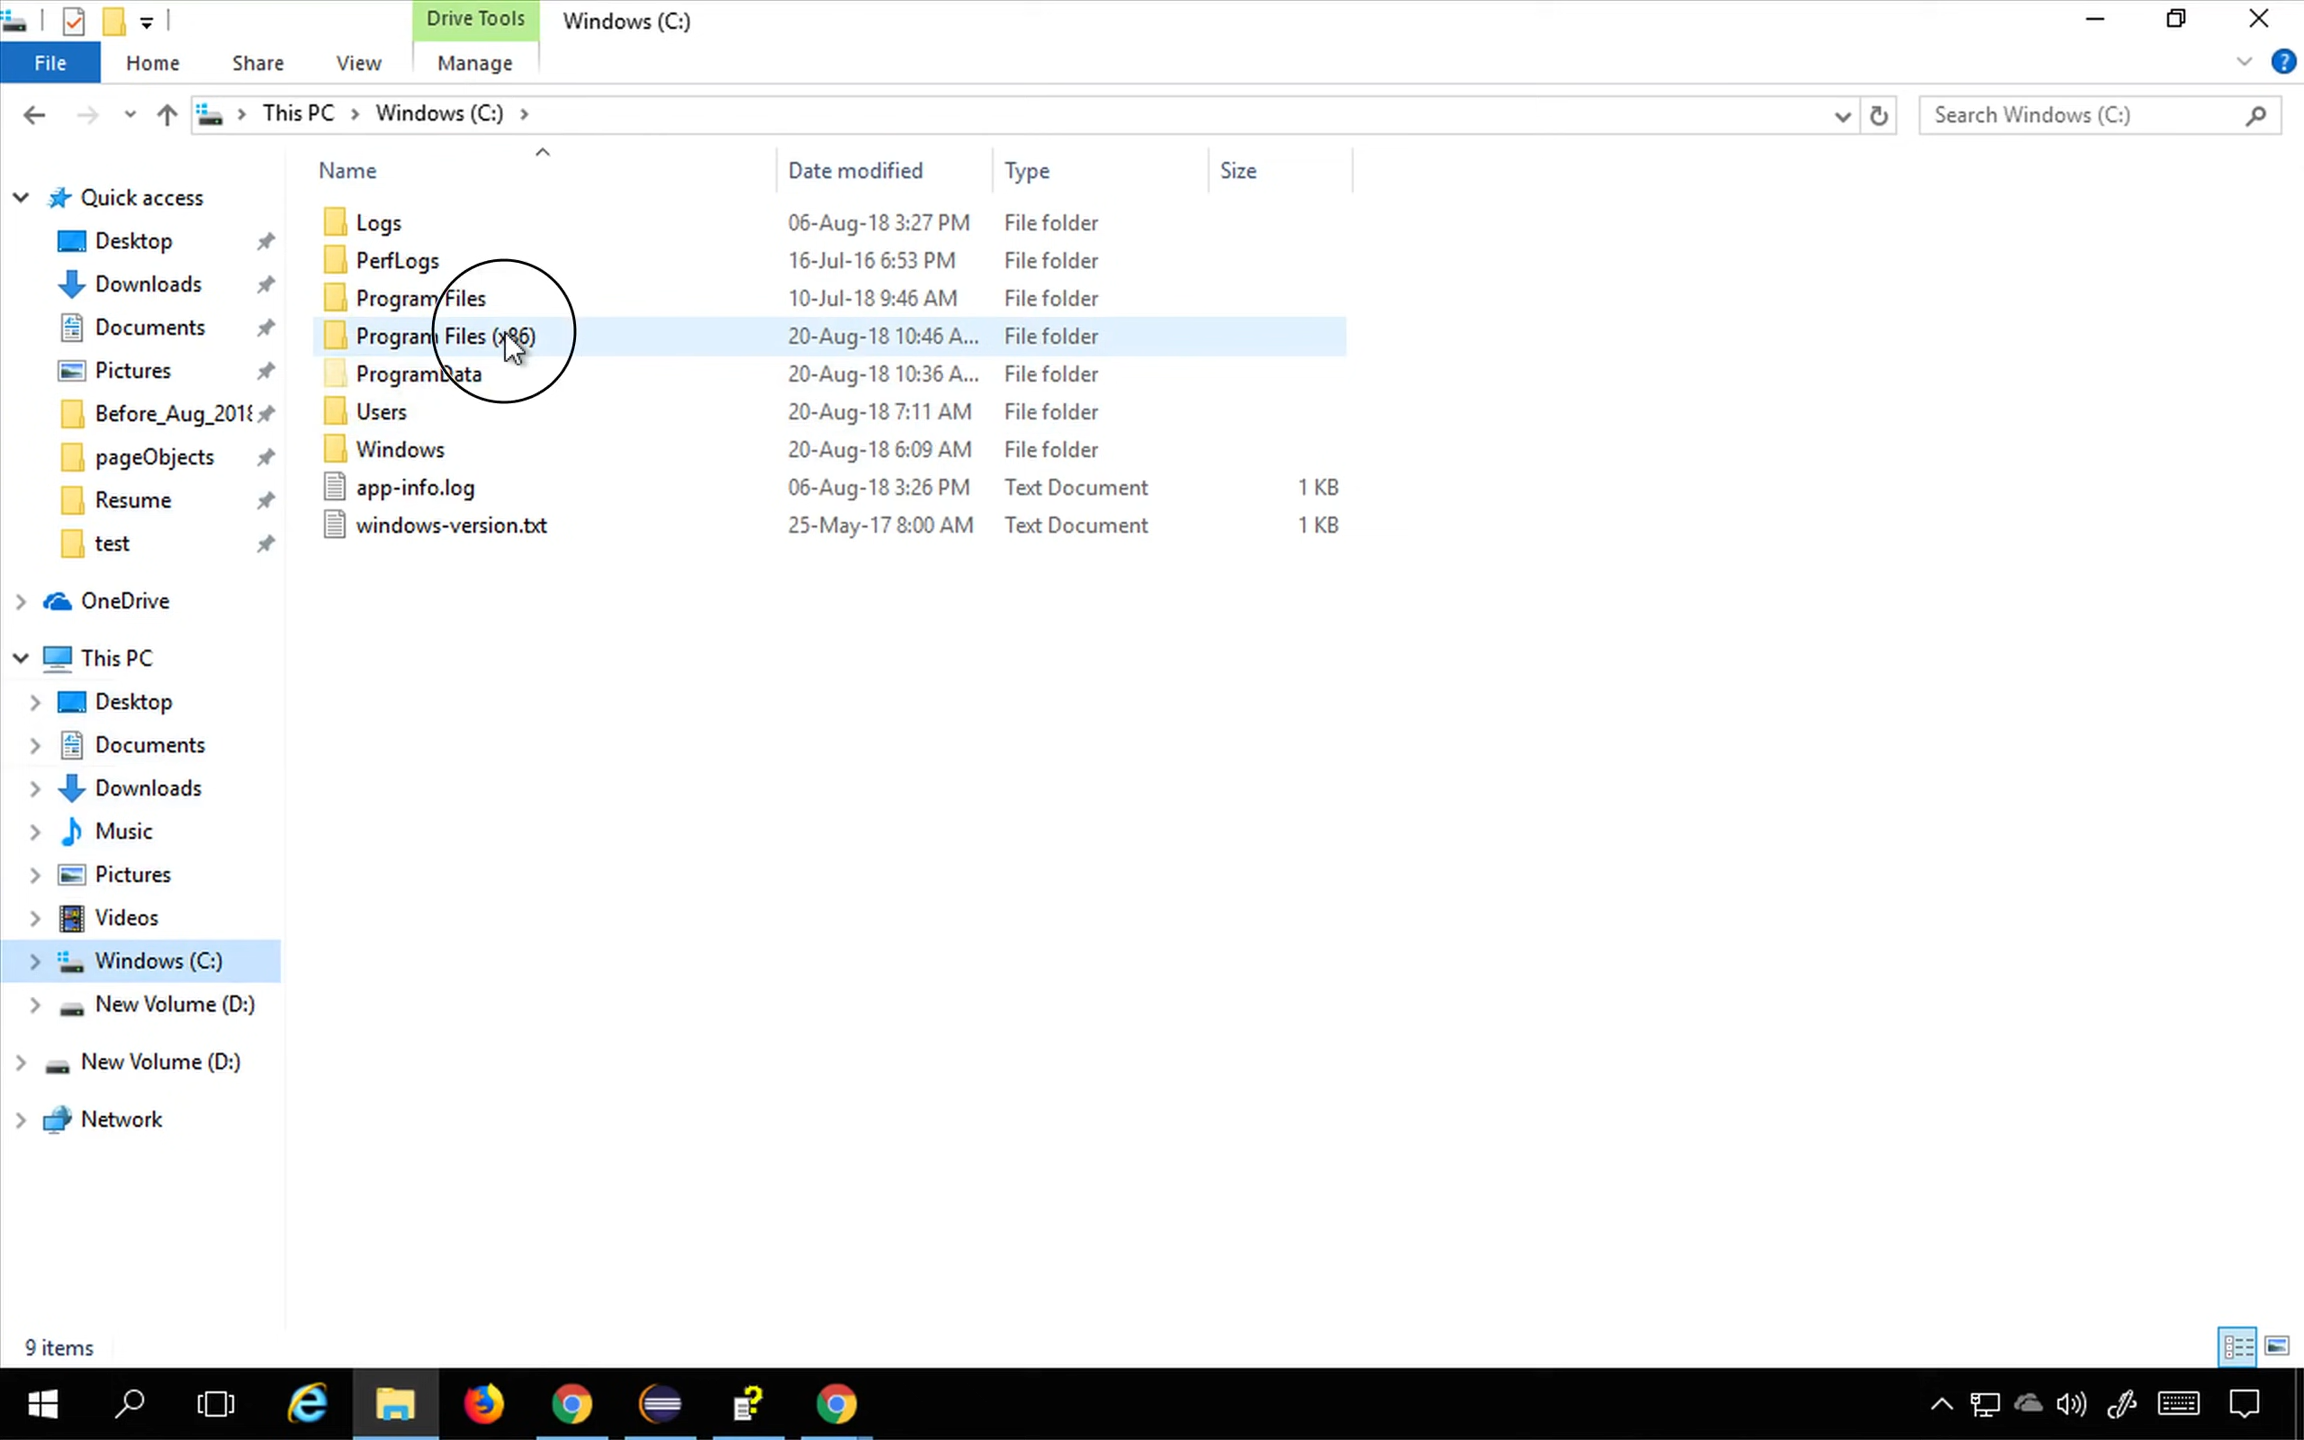 Drive Tools Windows (C:)
File Home Share View Manage
This PC Windows (C:) Search Windows (C:)
Name Date modified Type Size
Quick access
Desktop
Downloads
Documents
Pictures
Before_Aug_2018
pageObjects
Resume
test
OneDrive
This PC
Desktop
Documents
Downloads
Music
Pictures
Videos
Windows (C:)
New Volume (D:)
New Volume (D:)
Network
Logs 06-Aug-18 3:27 PM File folder
PerfLogs 16-Jul-16 6:53 PM File folder
Program Files 10-Jul-18 9:46 AM File folder
Program Files (x86) 20-Aug-18 10:46 A... File folder
ProgramData 20-Aug-18 10:36 A... File folder
Users 20-Aug-18 7:11 AM File folder
Windows 20-Aug-18 6:09 AM File folder
app-info.log 06-Aug-18 3:26 PM Text Document 1 KB
windows-version.txt 25-May-17 8:00 AM Text Document 1 KB
9 items